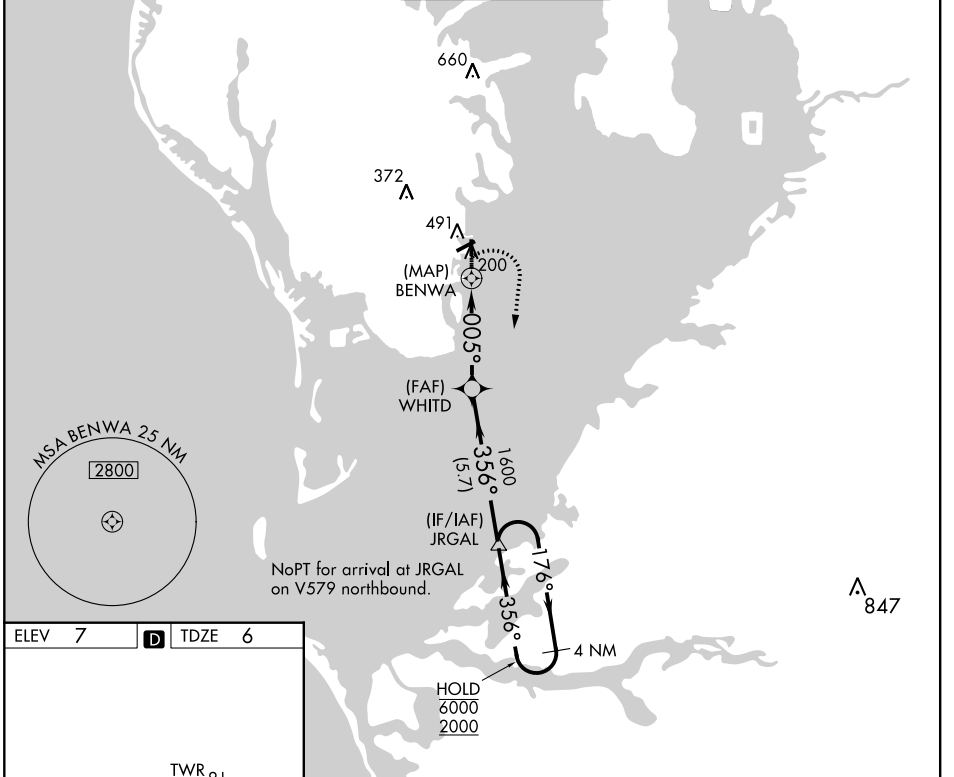 660
372
491
200
(MAP)
BENWA
005°
(FAF)
WHITD
MSA BENWA 25 NM
2800
1600
356°
(5.7)
(IF/IAF)
JRGAL
NoPT for arrival at JRGAL
on V579 northbound.
176°
356°
847
4 NM
HOLD
6000
2000
ELEV 7 D TDZE 6
TWR